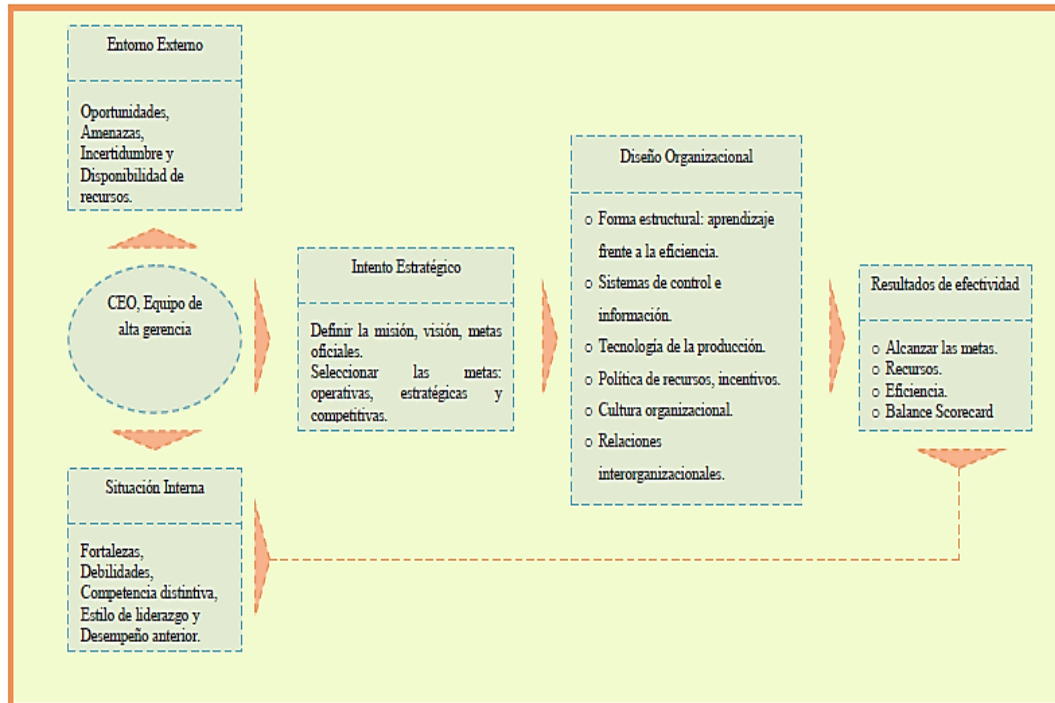 Entorno Externo
Oportunidades,
Amenazas,
Incertidumbre y
Disponibilidad de
recursos.
CEO, Equipo de
alta gerencia
Situación Interna
Fortalezas,
Debilidades,
Competencia distintiva,
Estilo de liderazgo y
Desempeño anterior.
Intento Estratégico
Definir la misión, visión, metas
oficiales.
Seleccionar las metas:
operativas, estratégicas y
competitivas.
Diseño Organizacional
o Forma estructural: aprendizaje
frente a la eficiencia.
o Sistemas de control e
información.
o Tecnología de la producción.
o Política de recursos, incentivos.
o Cultura organizacional.
o Relaciones
interorganizacionales.
Resultados de efectividad
o Alcanzar las metas.
o Recursos.
o Eficiencia.
o Balance Scorecard